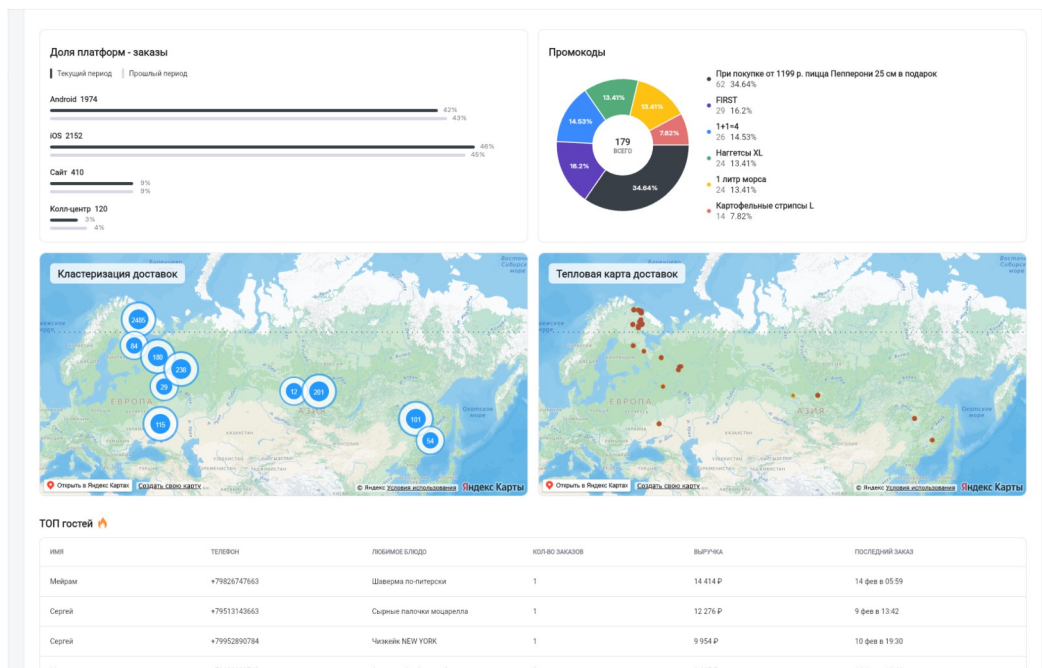 Доля платформ - заказы
Текущий период Прошлый период
Android 1974
42%
43%
iOS 2152
46%
45%
Сайт 410
9%
9%
Колл-центр 120
3%
4%
Промокоды
13.41%
13.41%
14.53%
7.82%
179
ВСЕГО
16.2%
34.64%
При покупке от 1199 р. пицца Пепперони 25 см в подарок
62 34.64%
FIRST
29 16.2%
1+1=4
26 14.53%
Наггетсы XL
24 13.41%
1 литр морса
24 13.41%
Картофельные стрипсы L
14 7.82%
Кластеризация доставок
2485
84
180
230
29
115
12
201
101
54
ЕВРОПА
АЗИЯ
КАЗАХСТАН
Охотское
море
Открыть в Яндекс Картах
Создать свою карту
© Яндекс Условия использования Яндекс Карты
Тепловая карта доставок
ЕВРОПА
АЗИЯ
КАЗАХСТАН
Охотское
море
Открыть в Яндекс Картах
Создать свою карту
© Яндекс Условия использования Яндекс Карты
ТОП гостей 🔥
ИМЯ ТЕЛЕФОН ЛЮБИМОЕ БЛЮДО КОЛ-ВО ЗАКАЗОВ ВЫРУЧКА ПОСЛЕДНИЙ ЗАКАЗ
Мейрам +79826747663 Шаверма по-питерски 1 14 414 ₽ 14 фев в 05:59
Сергей +79513143663 Сырные палочки моцарелла 1 12 276 ₽ 9 фев в 13:42
Сергей +79952890784 Чизкейк NEW YORK 1 9 954 ₽ 10 фев в 19:30